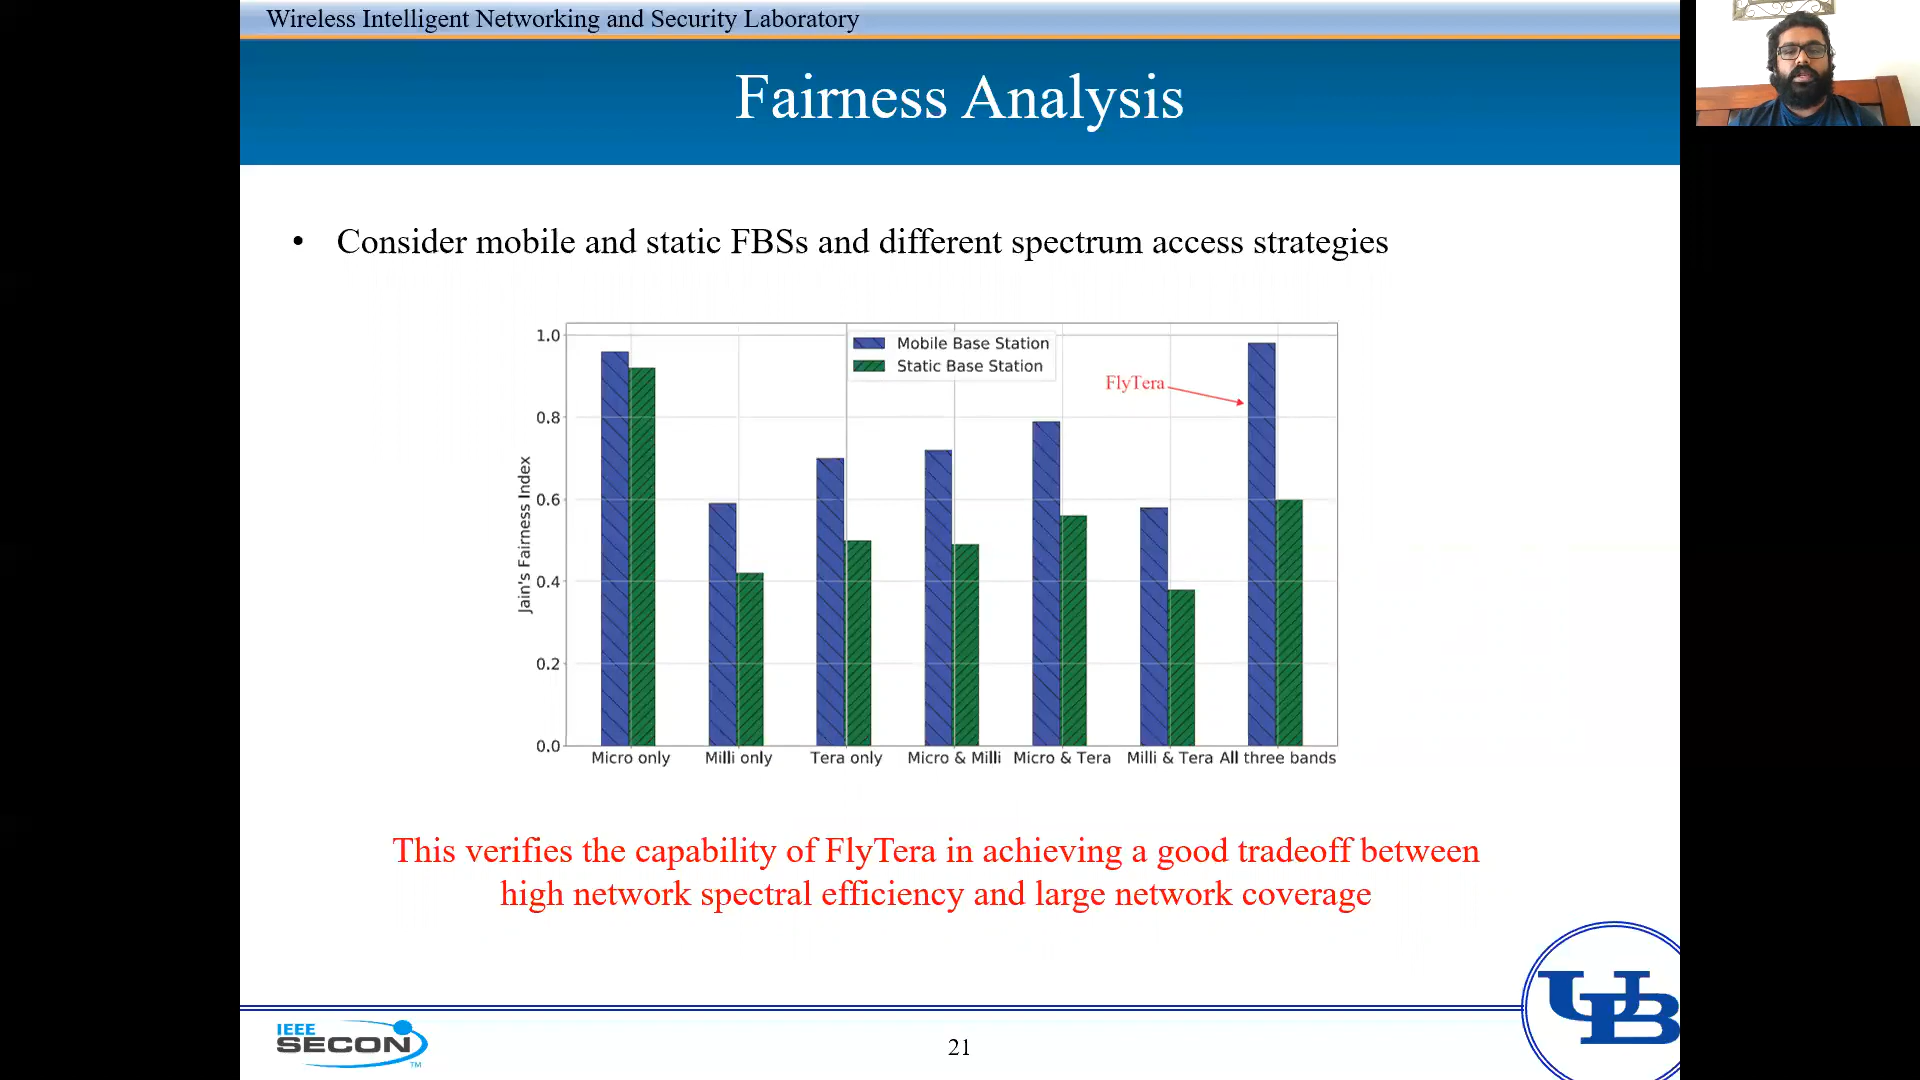 Wireless Intelligent Networking and Security Laboratory
Fairness Analysis
• Consider mobile and static FBSs and different spectrum access strategies
Mobile Base Station
Static Base Station
FlyTera
Jain's Fairness Index
1.0
0.8
0.6
0.4
0.2
0.0
Micro only Milli only Tera only Micro & Milli Micro & Tera Milli & Tera All three bands
This verifies the capability of FlyTera in achieving a good tradeoff between
high network spectral efficiency and large network coverage
IEEE
SECON
TM
21
UB